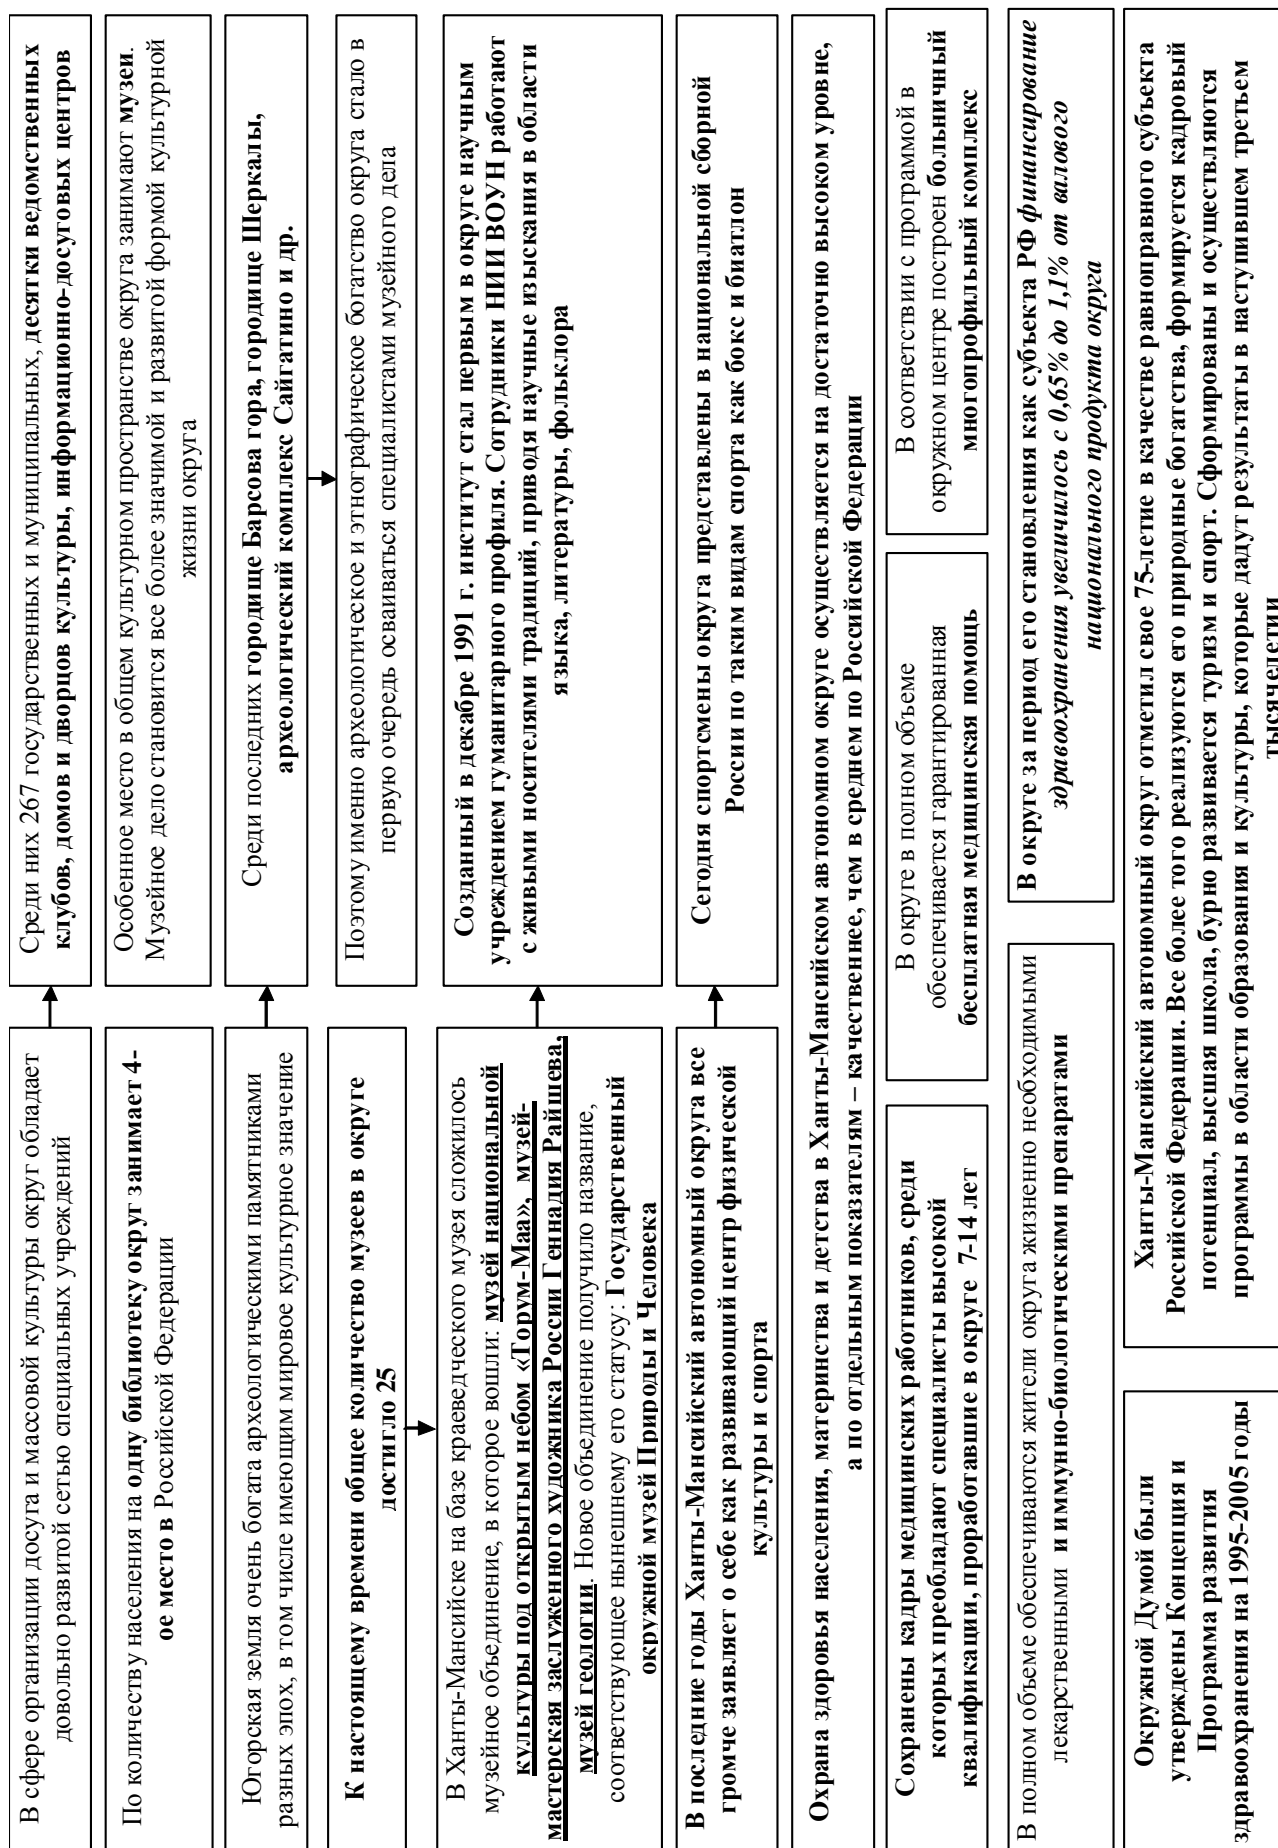 В сфере организации досуга и массовой культуры округ обладает
довольно развитой сетью специальных учреждений
Среди них 267 государственных и муниципальных, десятки ведомственных
клубов, домов и дворцов культуры, информационно-досуговых центров
По количеству населения на одну библиотеку округ занимает 4-
ое место в Российской Федерации
Особенное место в общем культурном пространстве округа занимают музеи.
Музейное дело становится все более значимой и развитой формой культурной
жизни округа
Югорская земля очень богата археологическими памятниками
разных эпох, в том числе имеющим мировое культурное значение
Среди последних городище Барсова гора, городище Шеркалы,
археологический комплекс Сайгатино и др.
К настоящему времени общее количество музеев в округе
достигло 25
Поэтому именно археологическое и этнографическое богатство округа стало в
первую очередь осваиваться специалистами музейного дела
В Ханты-Мансийске на базе краеведческого музея сложилось
музейное объединение, в которое вошли: музей национальной
культуры под открытым небом «Торум-Маа», музей-
мастерская заслуженного художника России Геннадия Райшева,
музей геологии. Новое объединение получило название,
соответствующее нынешнему его статусу: Государственный
окружной музей Природы и Человека
Созданный в декабре 1991 г. институт стал первым в округе научным
учреждением гуманитарного профиля. Сотрудники НИИ ВОУН работают
с живыми носителями традиций, приводя научные изыскания в области
языка, литературы, фольклора
В последние годы Ханты-Мансийский автономный округа все
громче заявляет о себе как развивающий центр физической
культуры и спорта
Сегодня спортсмены округа представлены в национальной сборной
России по таким видам спорта как бокс и биатлон
Охрана здоровья населения, материнства и детства в Ханты-Мансийском автономном округе осуществляется на достаточно высоком уровне,
а по отдельным показателям – качественнее, чем в среднем по Российской Федерации
Сохранены кадры медицинских работников, среди
которых преобладают специалисты высокой
квалификации, проработавшие в округе 7-14 лет
В округе в полном объеме
обеспечивается гарантированная
бесплатная медицинская помощь
В соответствии с программой в
окружном центре построен больничный
многопрофильный комплекс
В полном объеме обеспечиваются жители округа жизненно необходимыми
лекарственными и иммунно-биологическими препаратами
В округе за период его становления как субъекта РФ финансирование
здравоохранения увеличилось с 0,65% до 1,1% от валового
национального продукта округа
Окружной Думой были
утверждены Концепция и
Программа развития
здравоохранения на 1995-2005 годы
Ханты-Мансийский автономный округ отметил свое 75-летие в качестве равноправного субъекта
Российской Федерации. Все более того реализуются его природные богатства, формируется кадровый
потенциал, высшая школа, бурно развивается туризм и спорт. Сформированы и осуществляются
программы в области образования и культуры, которые дадут результаты в наступившем третьем
тысячелетии